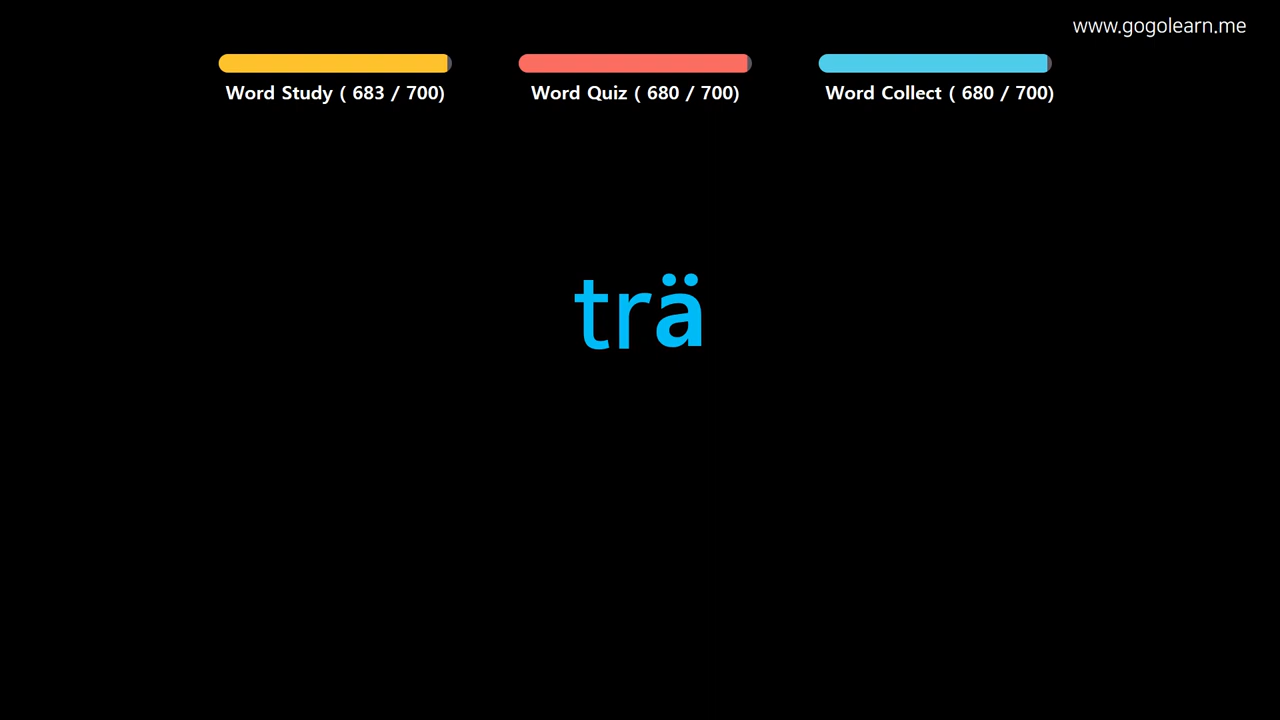 www.gogolearn.me
Word Study ( 683 / 700)
Word Quiz ( 680 / 700)
Word Collect ( 680 / 700)
trä